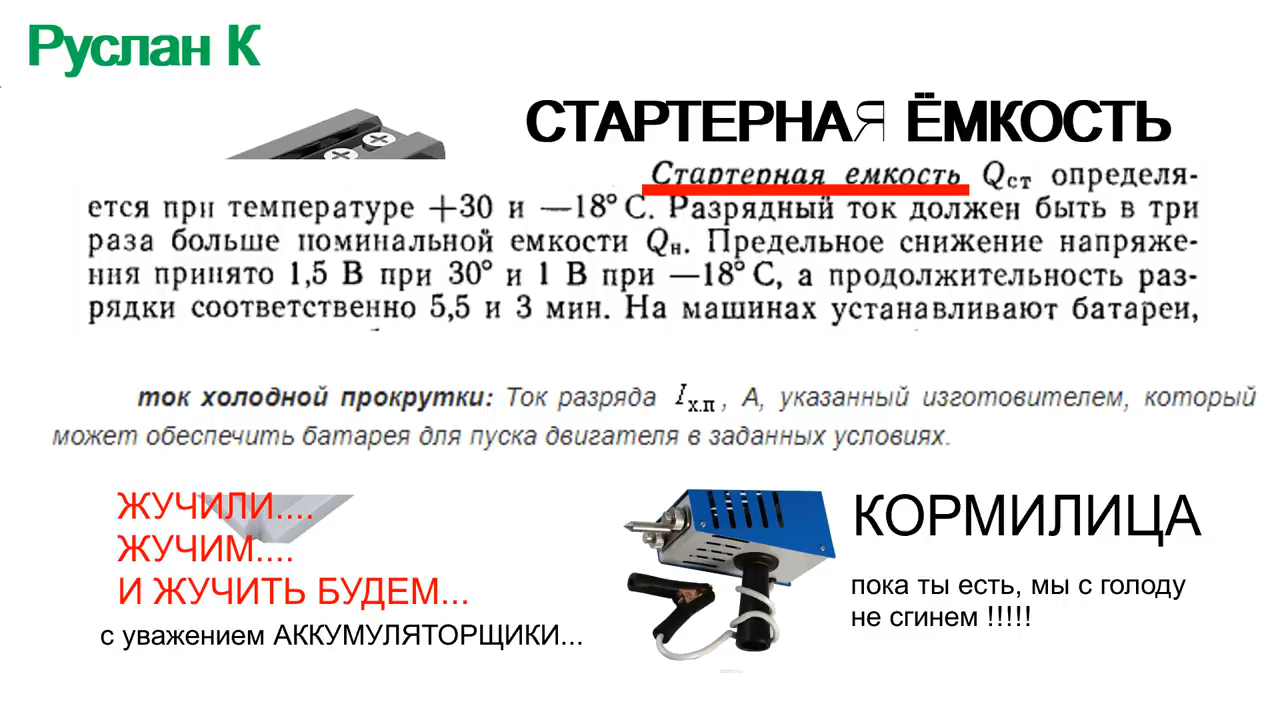 Руслан К
СТАРТЕРНАЯ ЁМКОСТЬ
Стартерная емкость Qст определя-
ется при температуре +30 и —18° С. Разрядный ток должен быть в три
раза больше номинальной емкости Qн. Предельное снижение напряже-
ния принято 1,5 В при 30° и 1 В при —18° С, а продолжительность раз-
рядки соответственно 5,5 и 3 мин. На машинах устанавливают батареи,
ток холодной прокрутки: Ток разряда Iх.п , А, указанный изготовителем, который
может обеспечить батарея для пуска двигателя в заданных условиях.
ЖУЧИЛИ....
ЖУЧИМ....
И ЖУЧИТЬ БУДЕМ...
с уважением АККУМУЛЯТОРЩИКИ...
КОРМИЛИЦА
пока ты есть, мы с голоду
не сгинем !!!!!